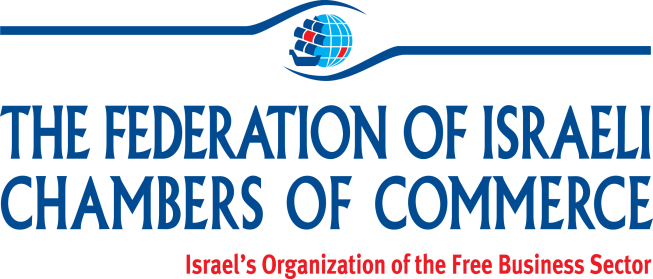 THE FEDERATION OF ISRAELI
CHAMBERS OF COMMERCE
Israel's Organization of the Free Business Sector